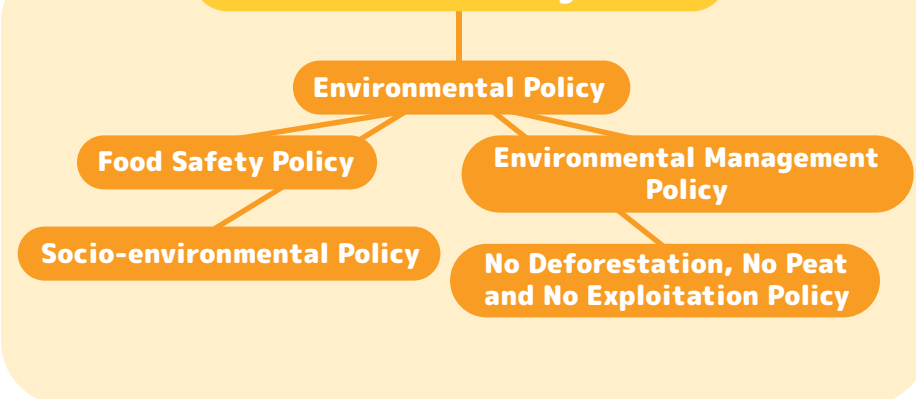 Environmental Policy
Food Safety Policy
Environmental Management
Policy
Socio-environmental Policy
No Deforestation, No Peat
and No Exploitation Policy